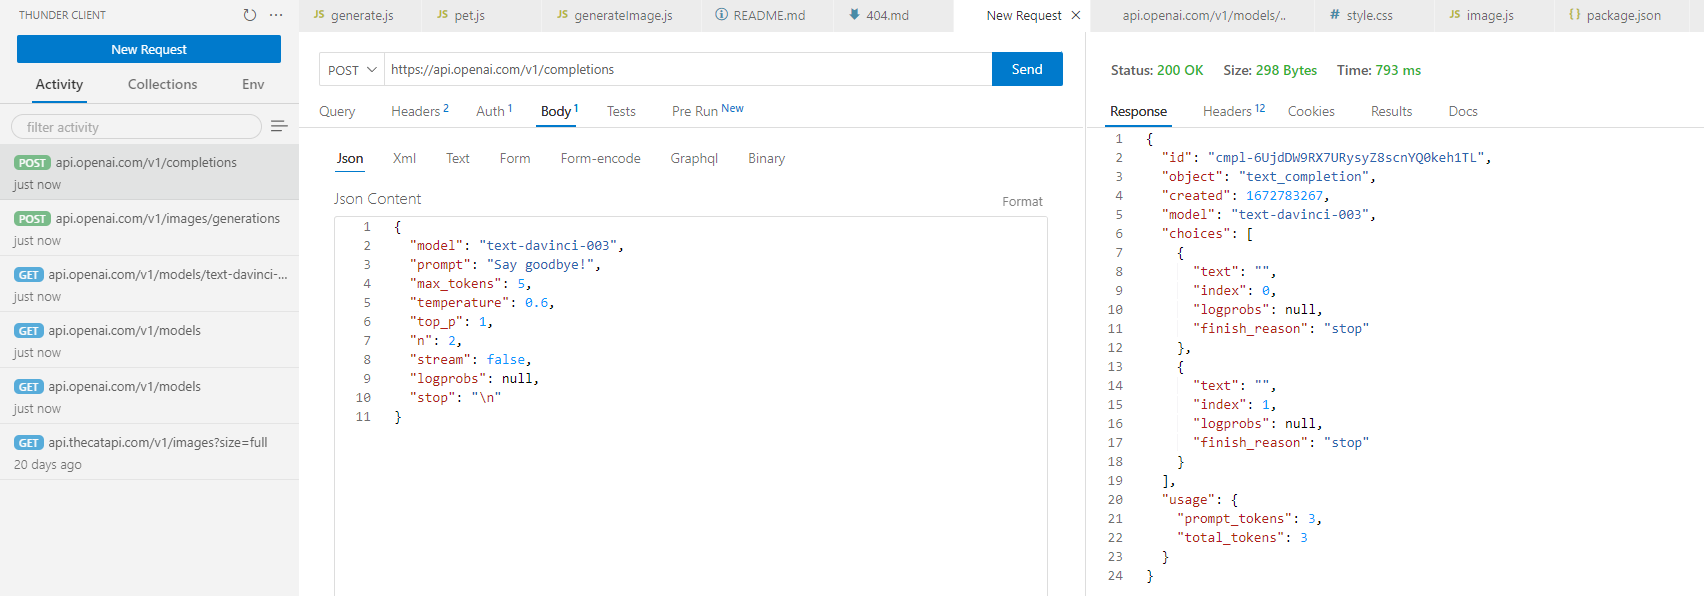 THUNDER CLIENT
New Request
Activity Collections Env
filter activity
POST api.openai.com/v1/completions
just now
POST api.openai.com/v1/images/generations
just now
GET api.openai.com/v1/models/text-davinci-...
just now
GET api.openai.com/v1/models
just now
GET api.openai.com/v1/models
just now
GET api.thecatapi.com/v1/images?size=full
20 days ago
JS generate.js JS pet.js JS generateImage.js README.md 404.md New Request × api.openai.com/v1/models/.. # style.css JS image.js {} package.json
POST https://api.openai.com/v1/completions Send
Query Headers 2 Auth 1 Body 1 Tests Pre Run New
Json Xml Text Form Form-encode Graphql Binary
Json Content
Format
1 {
2 "model": "text-davinci-003",
3 "prompt": "Say goodbye!",
4 "max_tokens": 5,
5 "temperature": 0.6,
6 "top_p": 1,
7 "n": 2,
8 "stream": false,
9 "logprobs": null,
10 "stop": "\n"
11 }
Status: 200 OK Size: 298 Bytes Time: 793 ms
Response Headers 12 Cookies Results Docs
1 {
2 "id": "cmpl-6UjdDW9RX7URysyZ8scnYQ0keh1TL",
3 "object": "text_completion",
4 "created": 1672783267,
5 "model": "text-davinci-003",
6 "choices": [
7 {
8 "text": "",
9 "index": 0,
10 "logprobs": null,
11 "finish_reason": "stop"
12 },
13 {
14 "text": "",
15 "index": 1,
16 "logprobs": null,
17 "finish_reason": "stop"
18 }
19 ],
20 "usage": {
21 "prompt_tokens": 3,
22 "total_tokens": 3
23 }
24 }